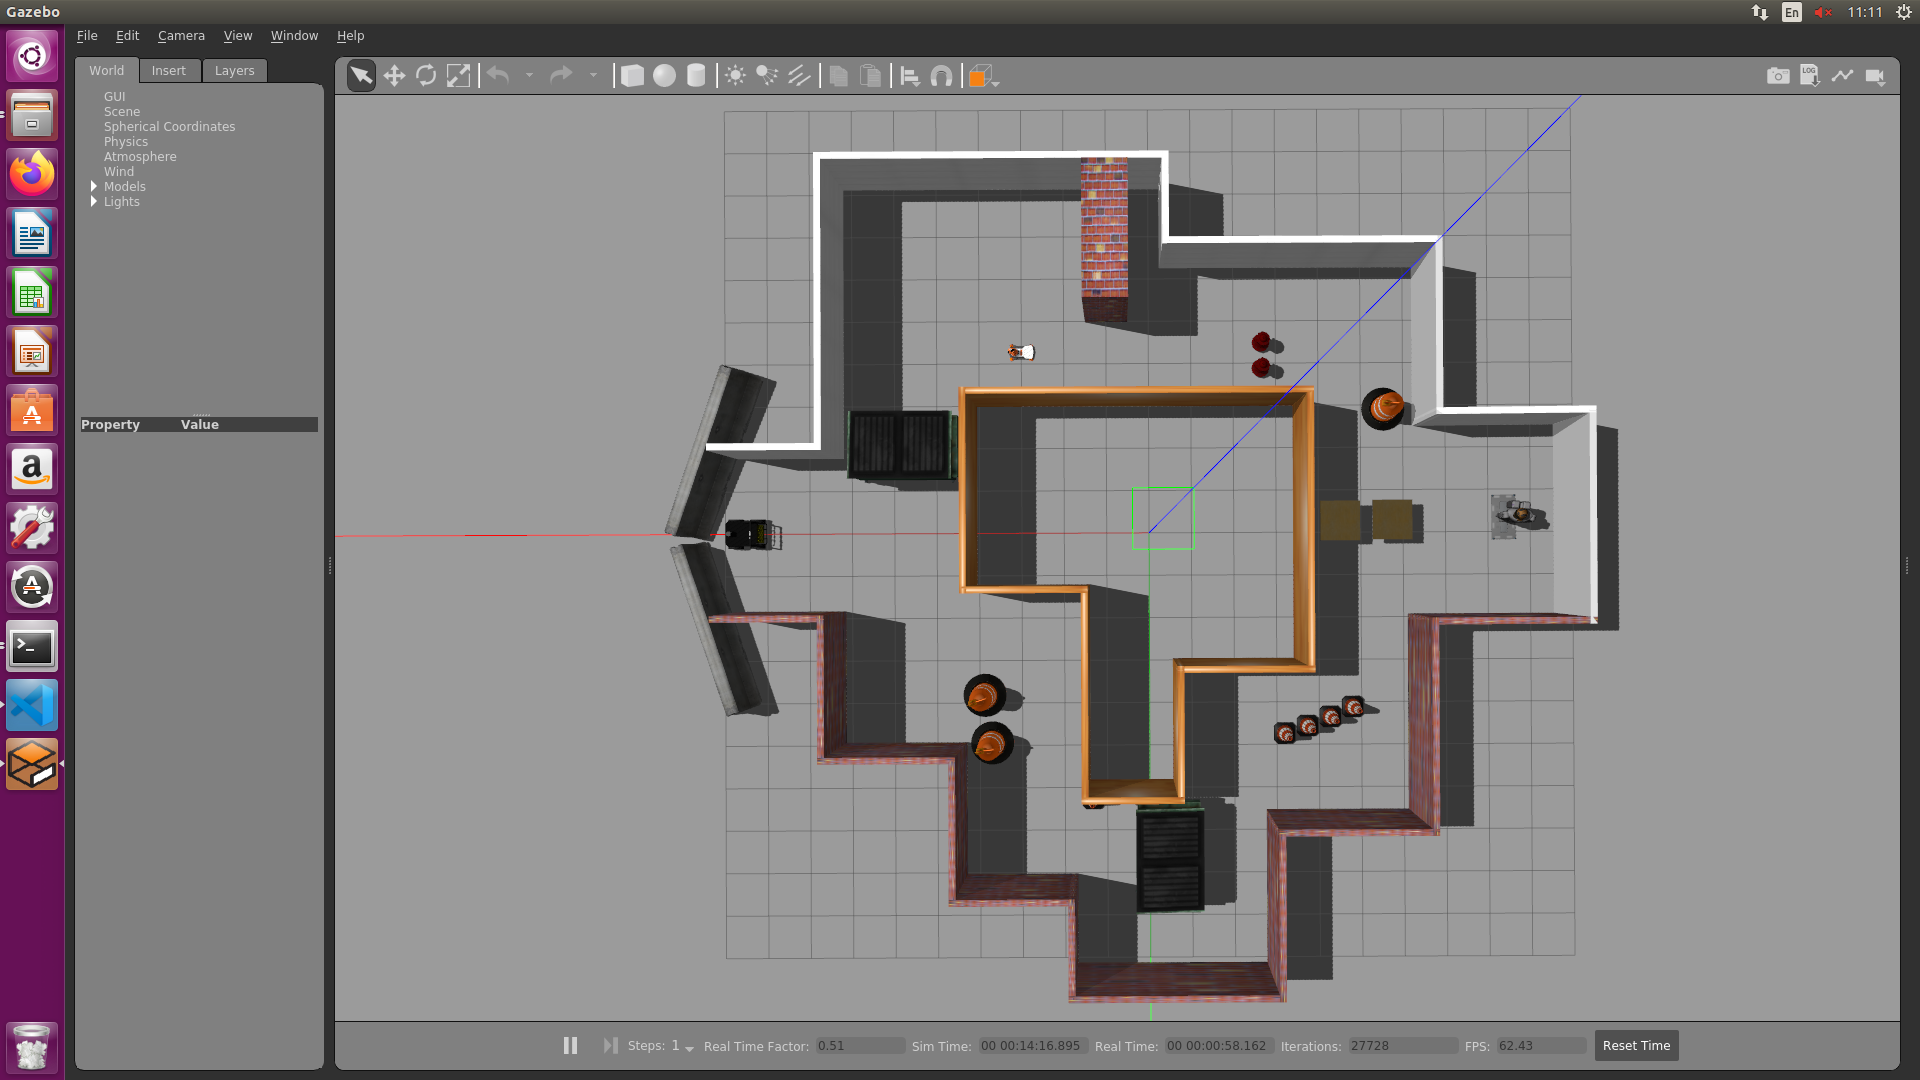 Gazebo
En
11:11
File Edit Camera View Window Help
World Insert Layers
LOG
GUI
Scene
Spherical Coordinates
Physics
Atmosphere
Wind
Models
Lights
Property Value
Steps: 1 Real Time Factor: 0.51 Sim Time: 00 00:14:16.895 Real Time: 00 00:00:58.162 Iterations: 27728 FPS: 62.43 Reset Time